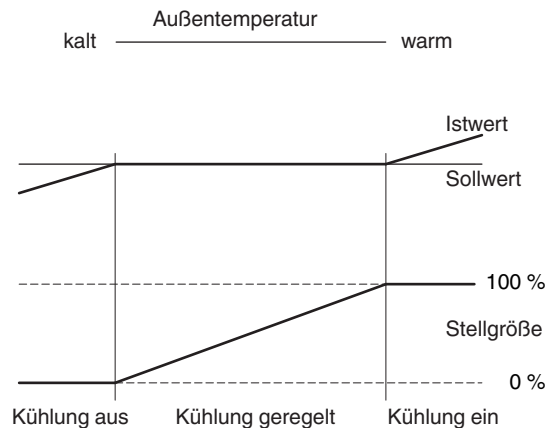 Außentemperatur
kalt
warm
Istwert
Sollwert
100 %
Stellgröße
0 %
Kühlung aus
Kühlung geregelt
Kühlung ein